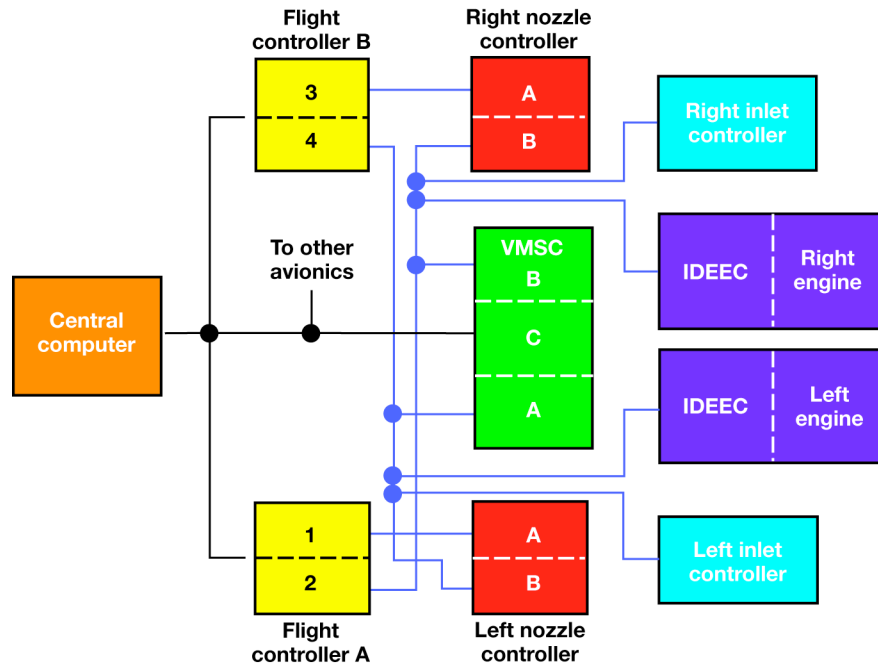 Flight
controller B
Right nozzle
controller
3
4
A
B
Right inlet
controller
To other
avionics
VMSC
B
C
A
IDEEC
Right
engine
Central
computer
IDEEC
Left
engine
1
2
A
B
Left inlet
controller
Flight
controller A
Left nozzle
controller